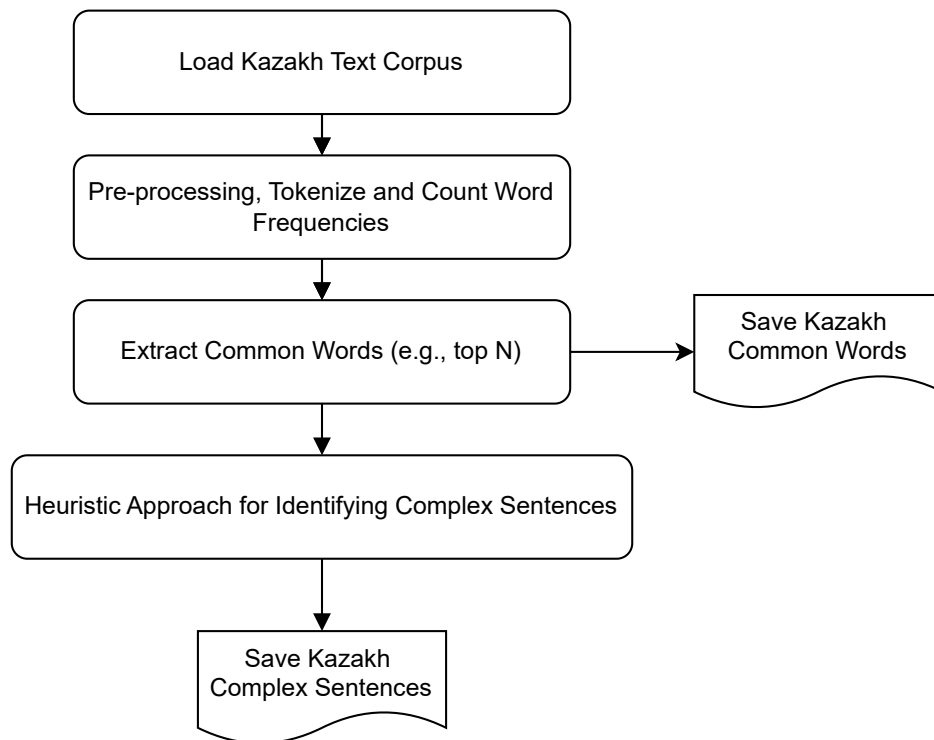 Load Kazakh Text Corpus
Pre-processing, Tokenize and Count Word
Frequencies
Extract Common Words (e.g., top N)
Save Kazakh
Common Words
Heuristic Approach for Identifying Complex Sentences
Save Kazakh
Complex Sentences